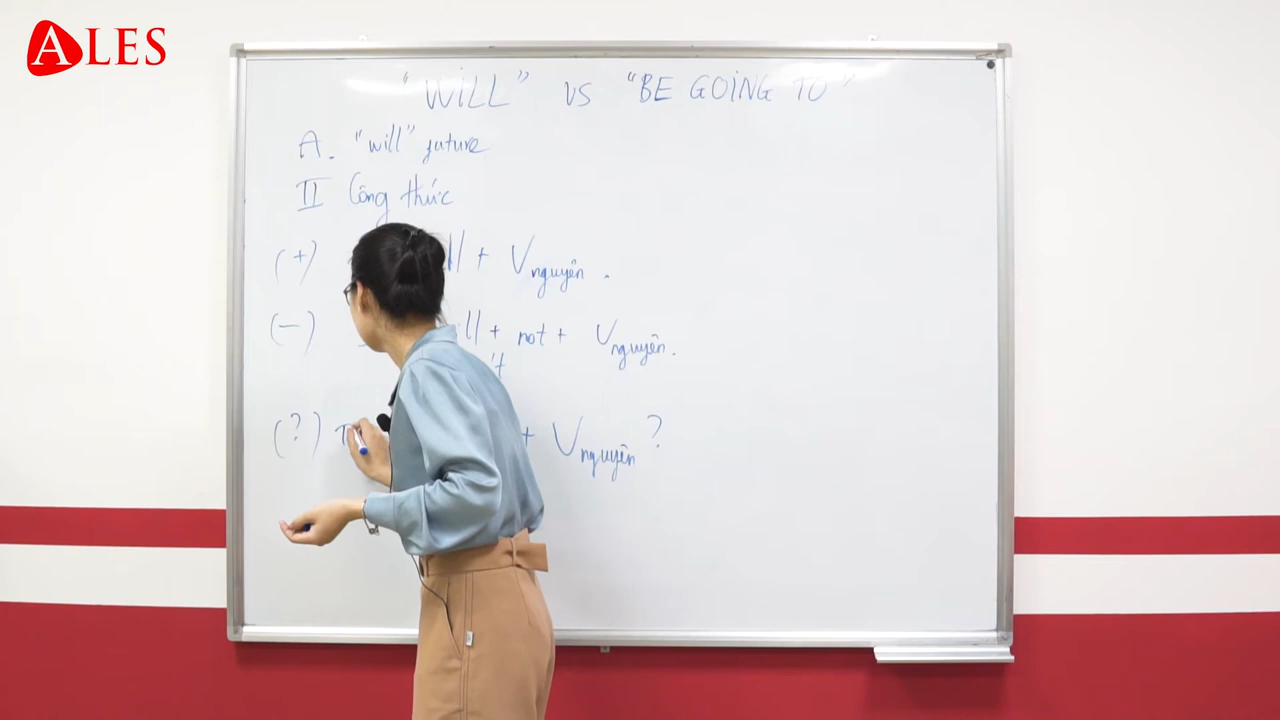 ALES
"WILL" vs "BE GOING TO"
A. "will" future
II Công thức
(+) ll + Vnguyên.
(-) ll + not + Vnguyên.
't
(?) + Vnguyên ?